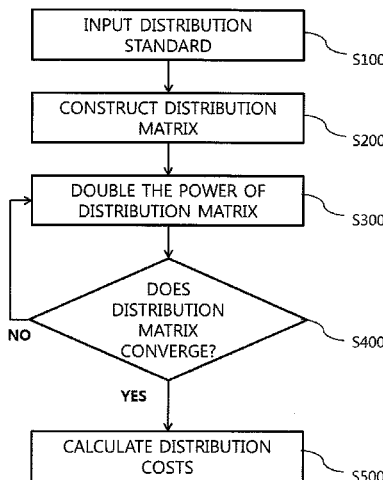 INPUT DISTRIBUTION
STANDARD
S100
CONSTRUCT DISTRIBUTION
MATRIX
S200
DOUBLE THE POWER OF
DISTRIBUTION MATRIX
S300
DOES
DISTRIBUTION
MATRIX
CONVERGE?
S400
NO
YES
CALCULATE DISTRIBUTION
COSTS
S500